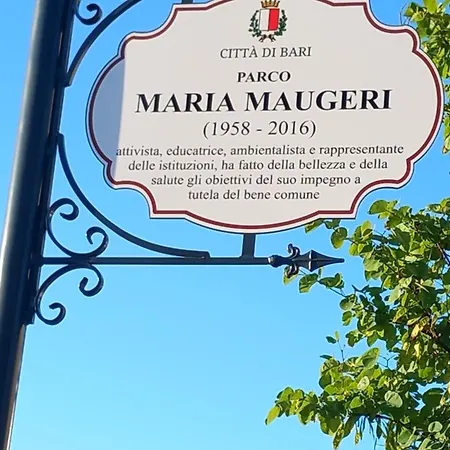 CITTÀ DI BARI
PARCO
MARIA MAUGERI
(1958 - 2016)
attivista, educatrice, ambientalista e rappresentante
delle istituzioni, ha fatto della bellezza e della
salute gli obiettivi del suo impegno a
tutela del bene comune